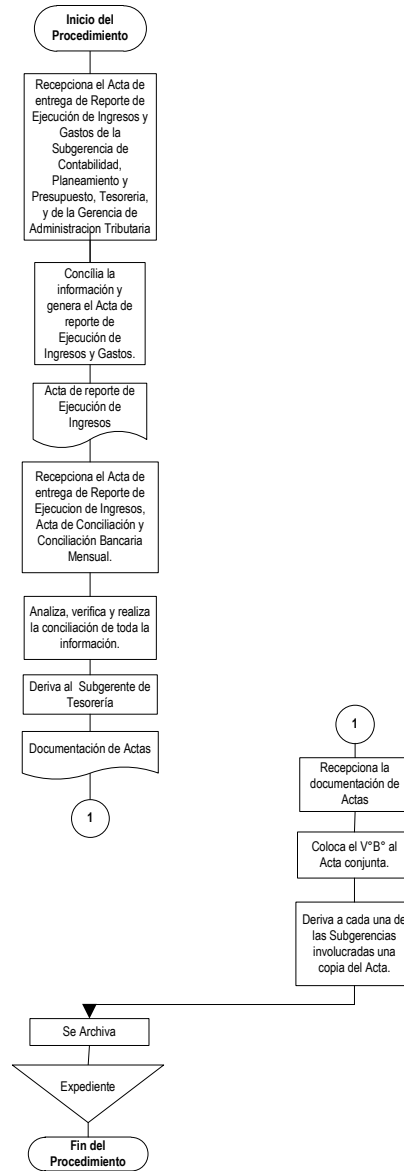 Inicio del
Procedimiento
Recepciona el Acta de
entrega de Reporte de
Ejecución de Ingresos y
Gastos de la
Subgerencia de
Contabilidad,
Planeamiento y
Presupuesto, Tesoreria,
y de la Gerencia de
Administracion Tributaria
Concília la
información y
genera el Acta de
reporte de
Ejecución de
Ingresos y Gastos.
Acta de reporte de
Ejecución de
Ingresos
Recepciona el Acta de
entrega de Reporte de
Ejecucion de Ingresos,
Acta de Conciliación y
Conciliación Bancaria
Mensual.
Analiza, verifica y realiza
la conciliación de toda la
información.
Deriva al Subgerente de
Tesorería
Documentación de Actas
1
1
Recepciona la
documentación de
Actas
Coloca el V°B° al
Acta conjunta.
Deriva a cada una de
las Subgerencias
involucradas una
copia del Acta.
Se Archiva
Expediente
Fin del
Procedimiento